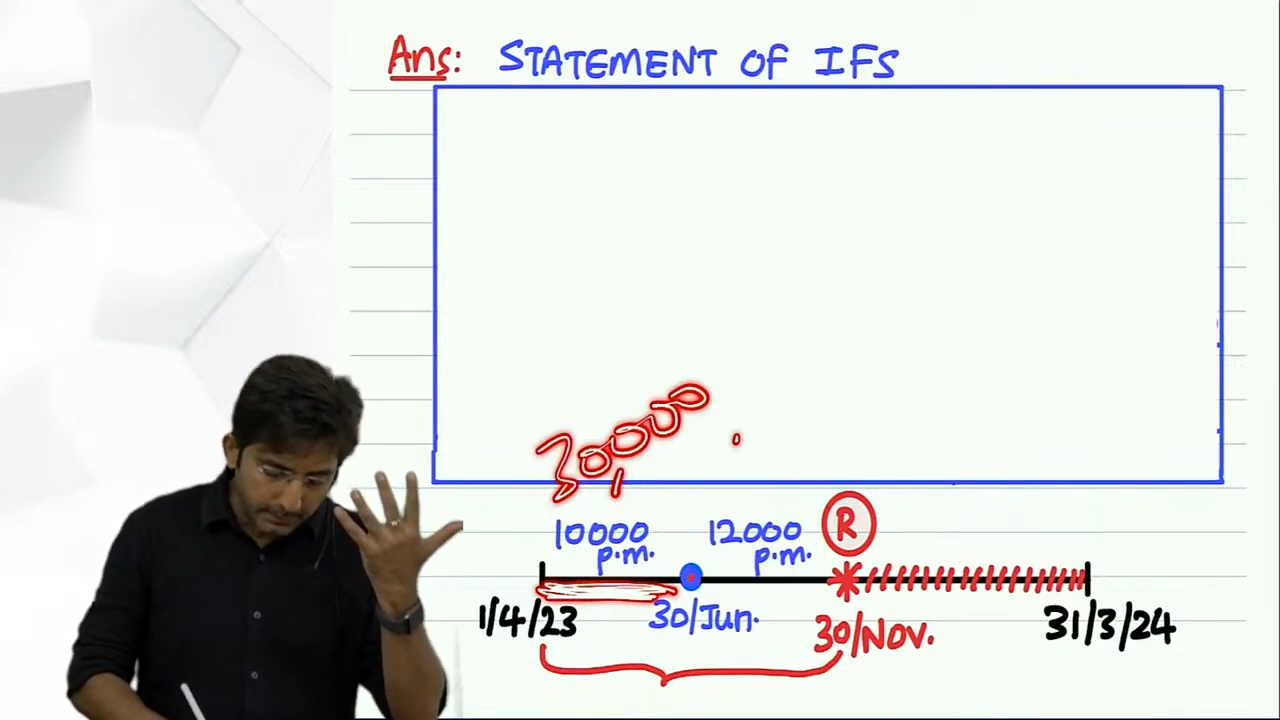 Ans: STATEMENT OF IFS
30,000
10000 p.m. 12000 p.m. R
1/4/23 30/Jun. 30/Nov. 31/3/24